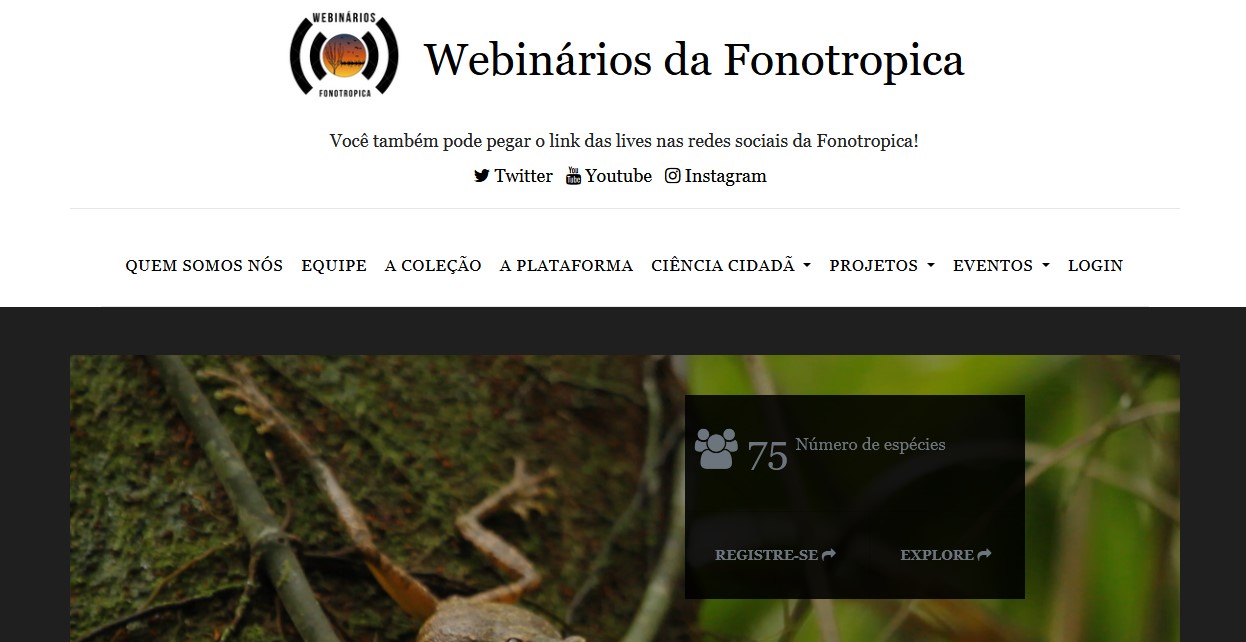 WEBINÁRIOS
FONOTROPICA
Webinários da Fonotropica
Você também pode pegar o link das lives nas redes sociais da Fonotropica!
Twitter Youtube Instagram
QUEM SOMOS NÓS EQUIPE A COLEÇÃO A PLATAFORMA CIÊNCIA CIDADÃ PROJETOS EVENTOS LOGIN
75 Número de espécies
REGISTRE-SE EXPLORE